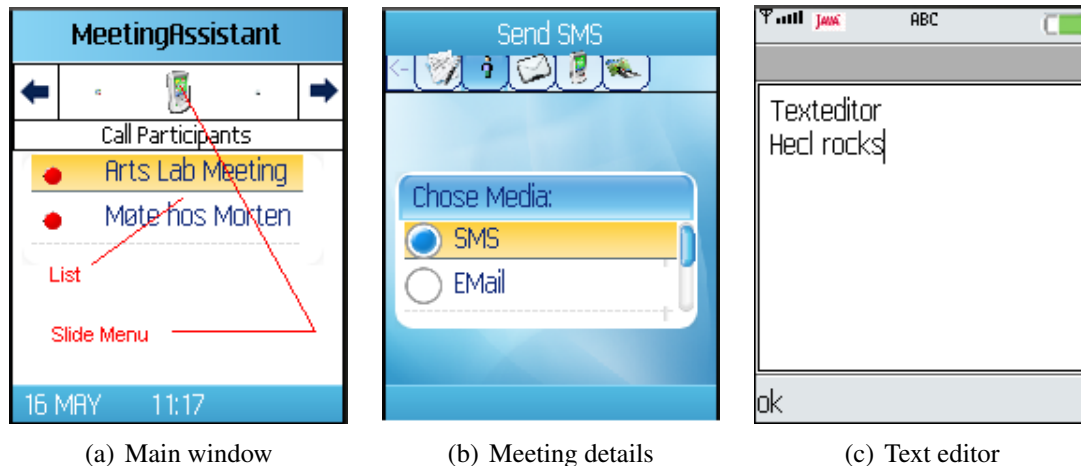 MeetingAssistant
Call Participants
Arts Lab Meeting
Møte hos Morten
List
Slide Menu
16 MAY 11:17
(a) Main window
Send SMS
Chose Media:
SMS
EMail
(b) Meeting details
JAVA ABC
Texteditor
Hecl rocks
ok
(c) Text editor